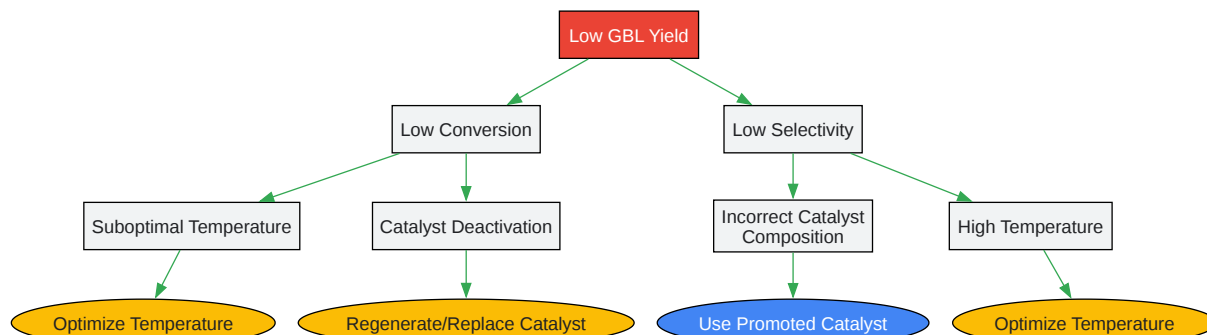 Low GBL Yield
Low Conversion
Low Selectivity
Suboptimal Temperature
Catalyst Deactivation
Incorrect Catalyst
Composition
High Temperature
Optimize Temperature
Regenerate/Replace Catalyst
Use Promoted Catalyst
Optimize Temperature